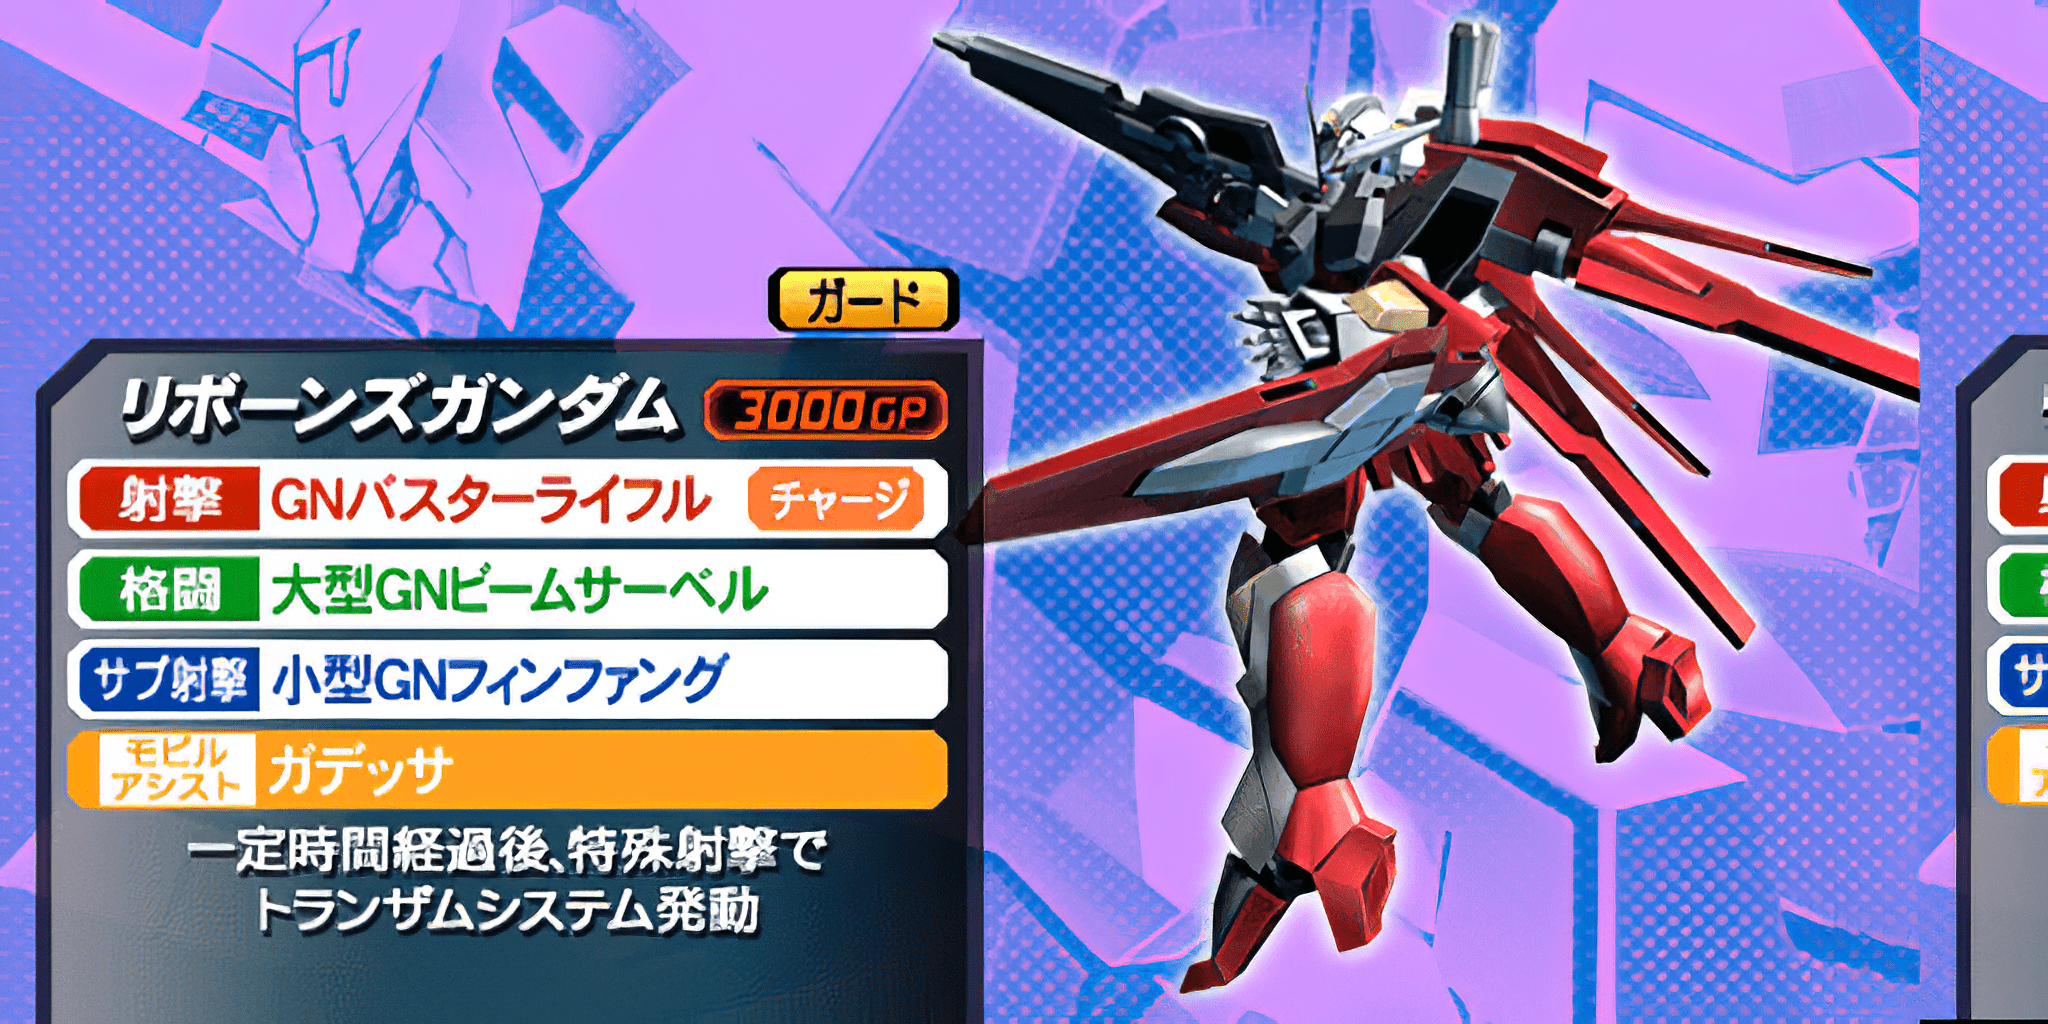 ガード
リボーンズガンダム 3000GP
射撃 GNバスターライフル チャージ
格闘 大型GNビームサーベル
サブ射撃 小型GNフィンファング
モビル
アシスト ガデッサ
一定時間経過後、特殊射撃で
トランザムシステム発動
サ